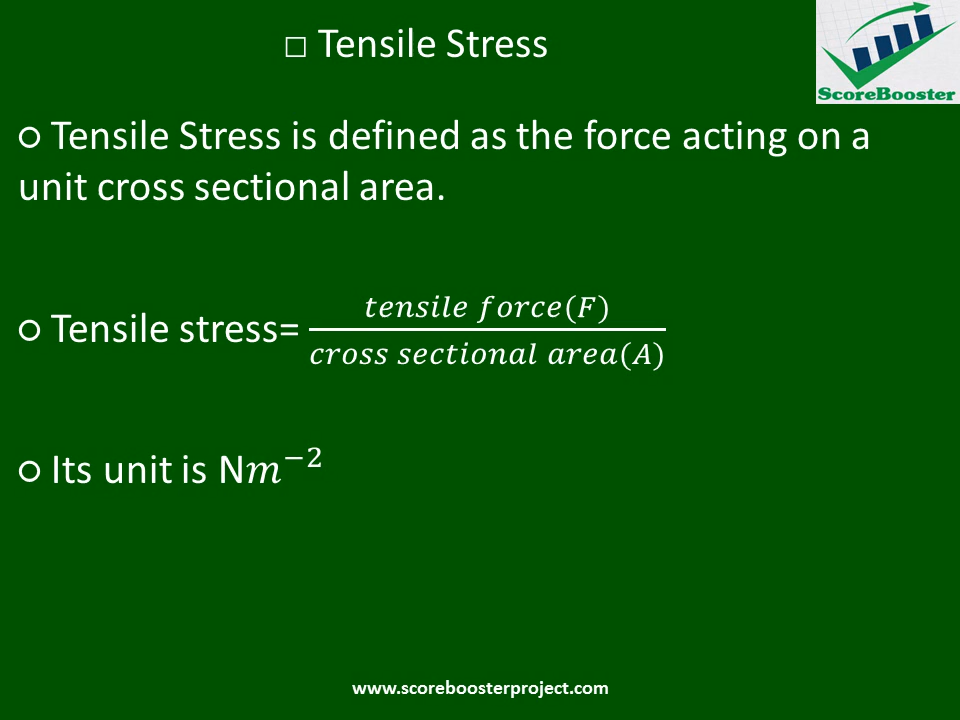 □ Tensile Stress
ScoreBooster
○ Tensile Stress is defined as the force acting on a
unit cross sectional area.
○ Tensile stress= \frac{tensile force(F)}{cross sectional area(A)}
○ Its unit is Nm⁻²
www.scoreboosterproject.com